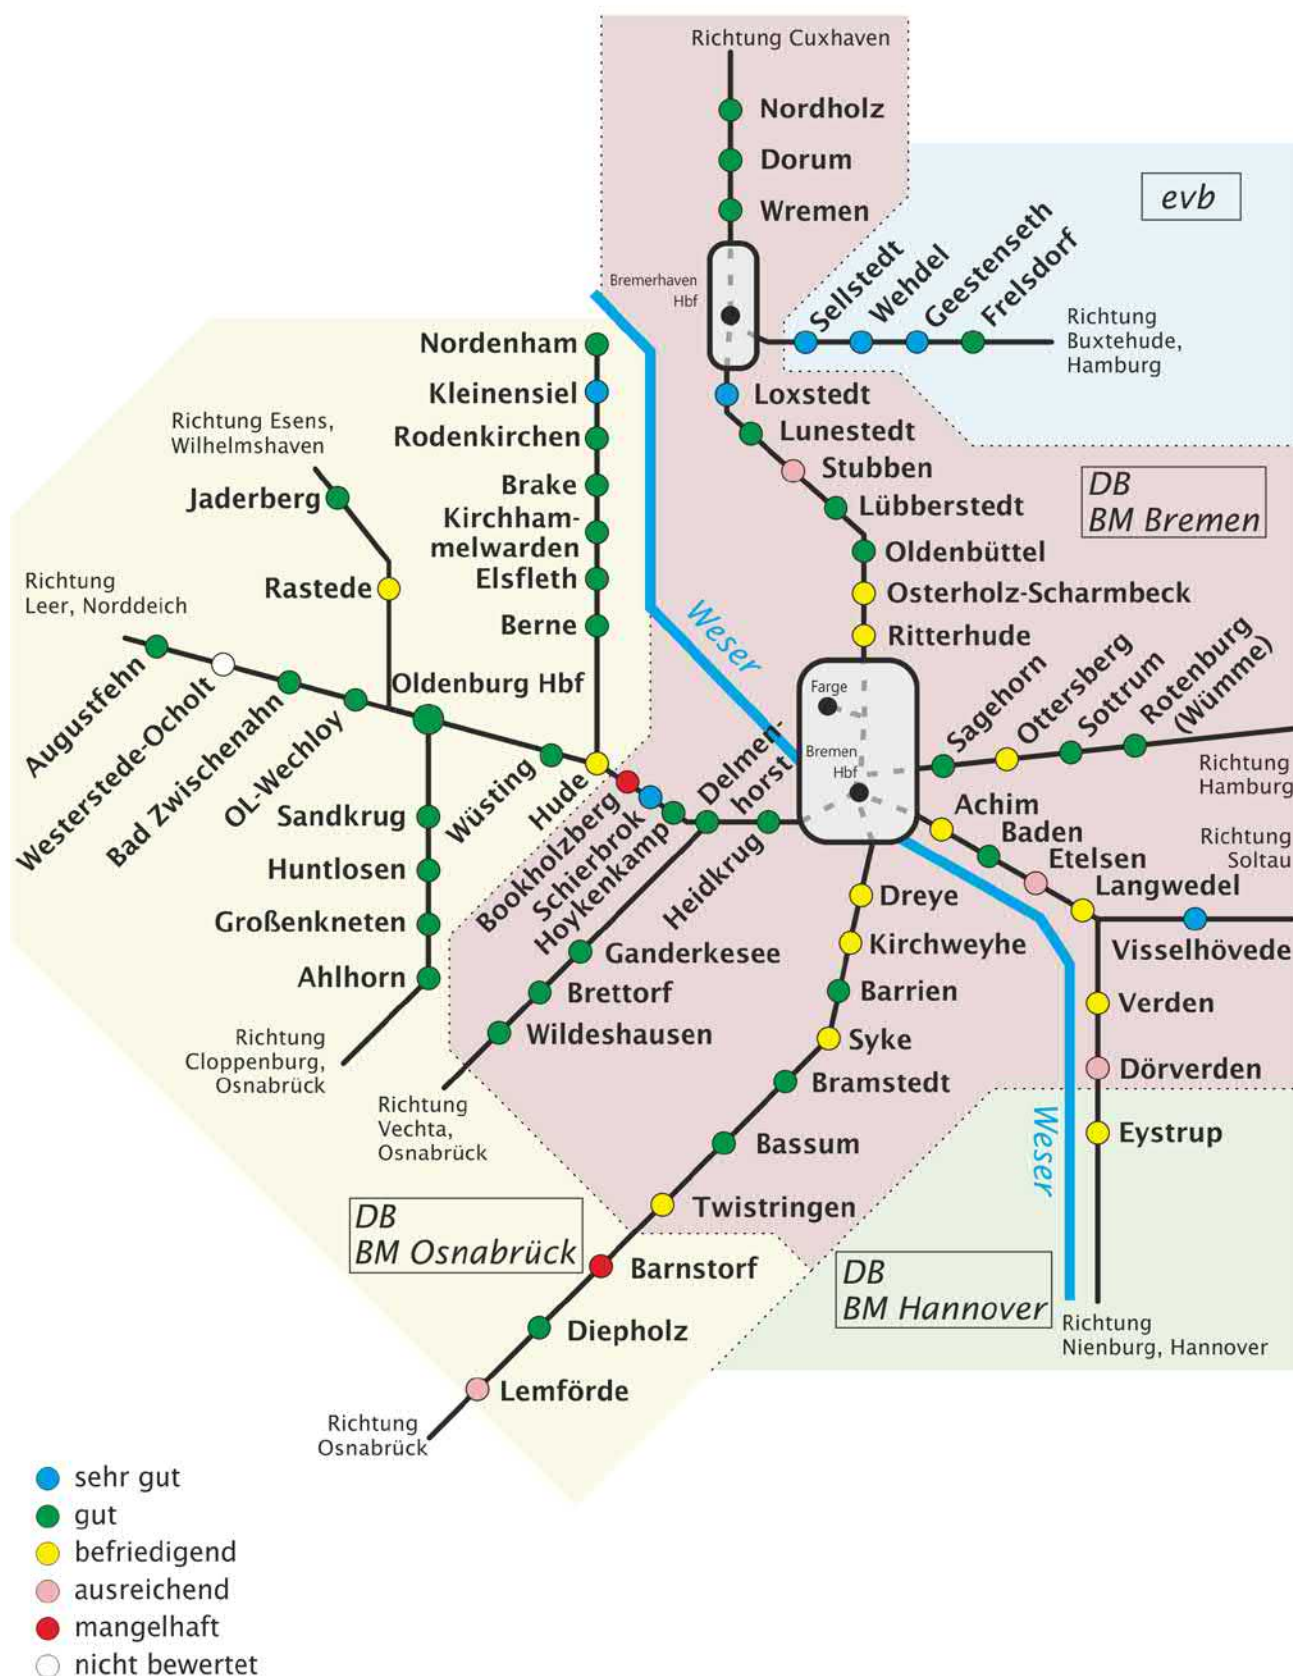 Richtung Cuxhaven
Nordholz
Dorum
Wremen
evb
Bremerhaven
Hbf
Sellstedt
Wehdel
Geestenseth
Frelsdorf
Richtung
Buxtehude,
Hamburg
Nordenham
Kleinensiel
Rodenkirchen
Brake
Kirchham-
melwarden
Elsfleth
Berne
Loxstedt
Lunestedt
Stubben
Lübberstedt
Oldenbüttel
Osterholz-Scharmbeck
Ritterhude
DB
BM Bremen
Richtung Esens,
Wilhelmshaven
Jaderberg
Rastede
Richtung
Leer, Norddeich
Augustfehn
Westerstede-Ocholt
Bad Zwischenahn
OL-Wechloy
Oldenburg Hbf
Wüsting
Hude
Bookholzberg
Schierbrok
Hoykenkamp
Delmen-
horst
Heidkrug
Weser
Farge
Bremen
Hbf
Sagehorn
Ottersberg
Sottrum
Rotenburg
(Wümme)
Richtung
Hamburg
Achim
Baden
Etelsen
Langwedel
Richtung
Soltau
Visselhövede
Verden
Dörverden
Eystrup
Sandkrug
Huntlosen
Großenkneten
Ahlhorn
Richtung
Cloppenburg,
Osnabrück
Ganderkesee
Brettorf
Wildeshausen
Richtung
Vechta,
Osnabrück
Dreye
Kirchweyhe
Barrien
Syke
Bramstedt
Bassum
Twistringen
Barnstorf
Diepholz
Lemförde
Richtung
Osnabrück
DB
BM Osnabrück
DB
BM Hannover
Weser
Richtung
Nienburg, Hannover
sehr gut
gut
befriedigend
ausreichend
mangelhaft
nicht bewertet